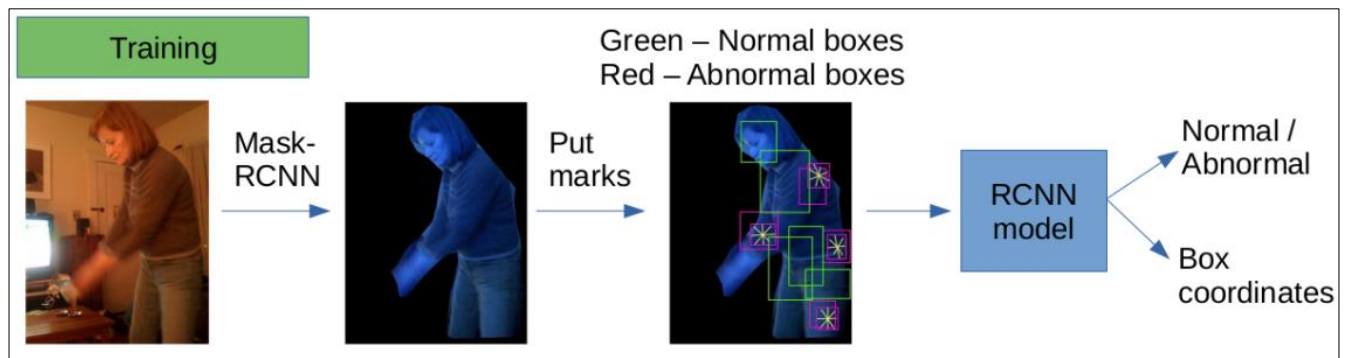 Training
Green – Normal boxes
Red – Abnormal boxes
Mask-
RCNN
Put
marks
RCNN
model
Normal /
Abnormal
Box
coordinates